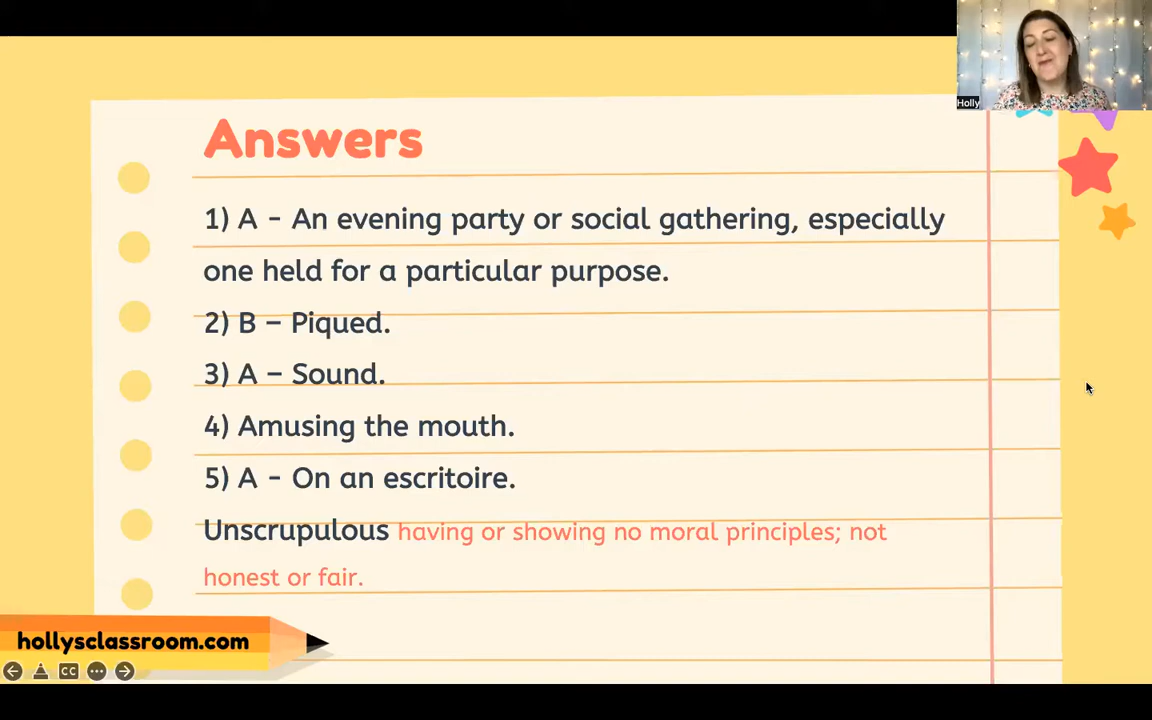 Holly
Answers
1) A - An evening party or social gathering, especially
one held for a particular purpose.
2) B – Piqued.
3) A – Sound.
4) Amusing the mouth.
5) A - On an escritoire.
Unscrupulous having or showing no moral principles; not
honest or fair.
hollysclassroom.com
CC